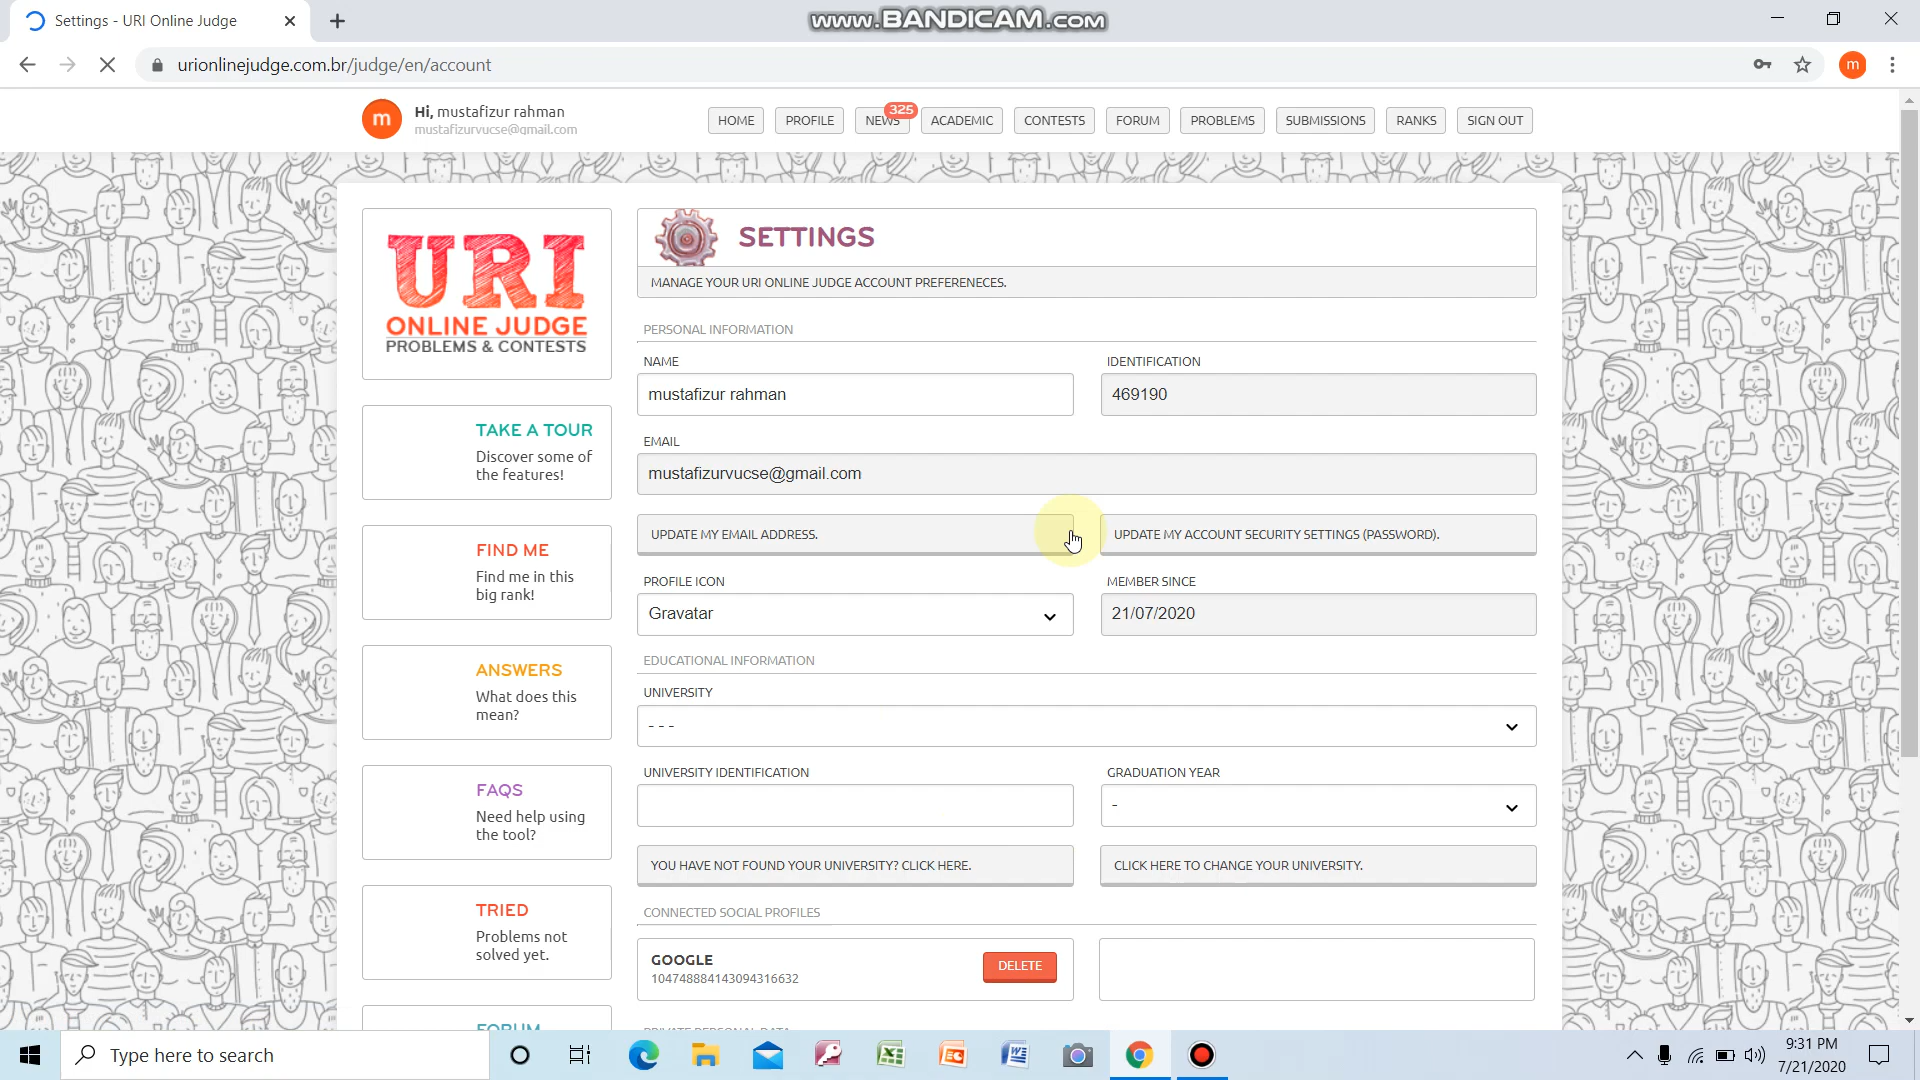 Settings - URI Online Judge
www.BANDICAM.com
urionlinejudge.com.br/judge/en/account
m
m
Hi, mustafizur rahman
mustafizurvucse@gmail.com
HOME
PROFILE
NEWS
325
ACADEMIC
CONTESTS
FORUM
PROBLEMS
SUBMISSIONS
RANKS
SIGN OUT
URI
ONLINE JUDGE
PROBLEMS & CONTESTS
TAKE A TOUR
Discover some of
the features!
FIND ME
Find me in this
big rank!
ANSWERS
What does this
mean?
FAQS
Need help using
the tool?
TRIED
Problems not
solved yet.
FORUM
SETTINGS
MANAGE YOUR URI ONLINE JUDGE ACCOUNT PREFERENECES.
PERSONAL INFORMATION
NAME
IDENTIFICATION
mustafizur rahman
469190
EMAIL
mustafizurvucse@gmail.com
UPDATE MY EMAIL ADDRESS.
UPDATE MY ACCOUNT SECURITY SETTINGS (PASSWORD).
PROFILE ICON
MEMBER SINCE
Gravatar
21/07/2020
EDUCATIONAL INFORMATION
UNIVERSITY
- - -
UNIVERSITY IDENTIFICATION
GRADUATION YEAR
-
YOU HAVE NOT FOUND YOUR UNIVERSITY? CLICK HERE.
CLICK HERE TO CHANGE YOUR UNIVERSITY.
CONNECTED SOCIAL PROFILES
GOOGLE
104748884143094316632
DELETE
PRIVATE PERSONAL DATA
Type here to search
9:31 PM
7/21/2020